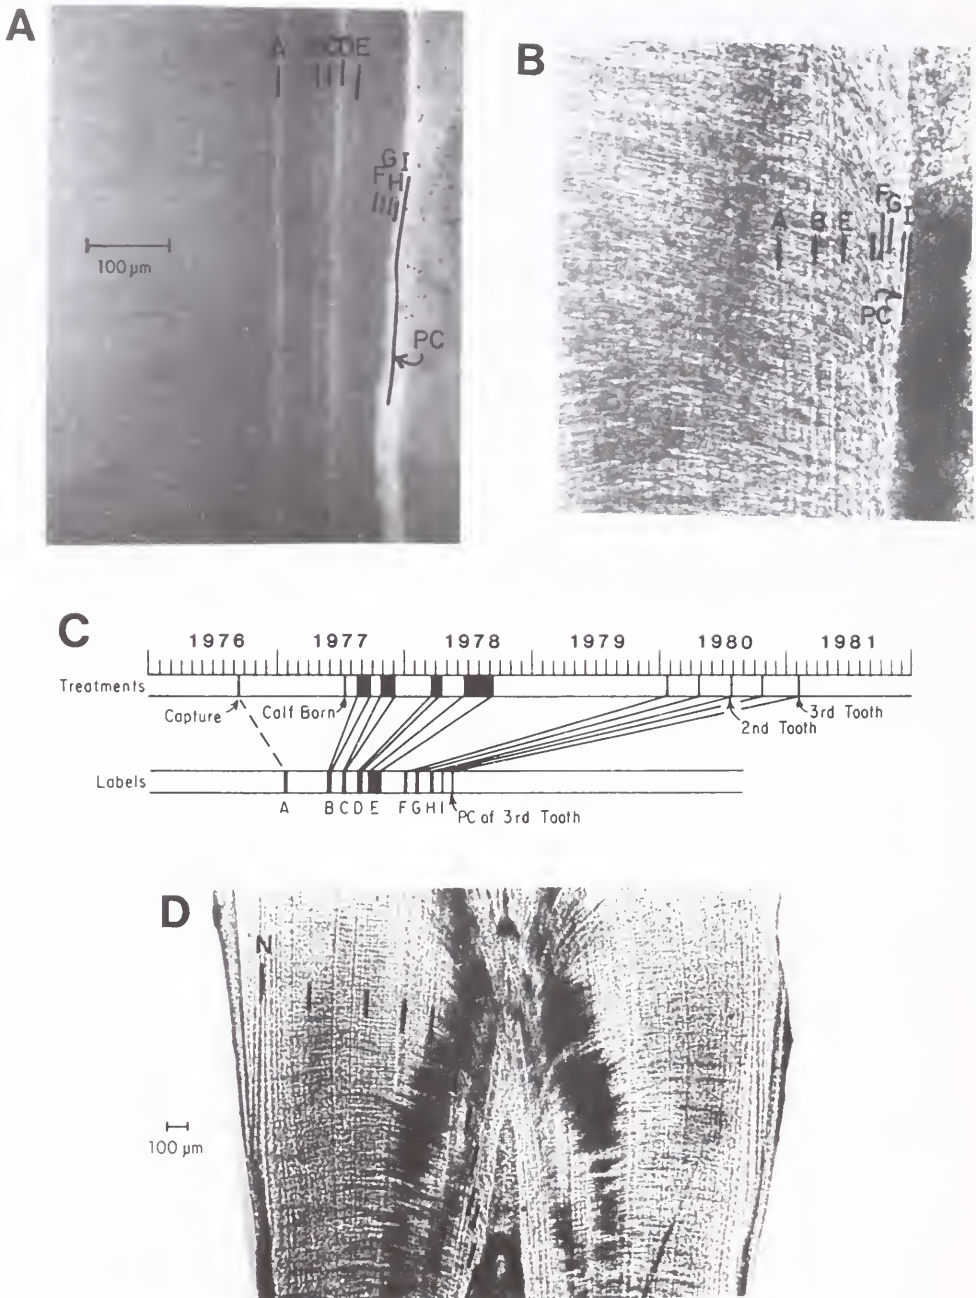 A
A B C D E
G I
F H
100 µm
PC
B
A B E F G I
PC
C
1976 1977 1978 1979 1980 1981
Treatments
Capture Calf Born 2nd Tooth 3rd Tooth
Labels
A B C D E F G H I PC of 3rd Tooth
D
N
100 µm